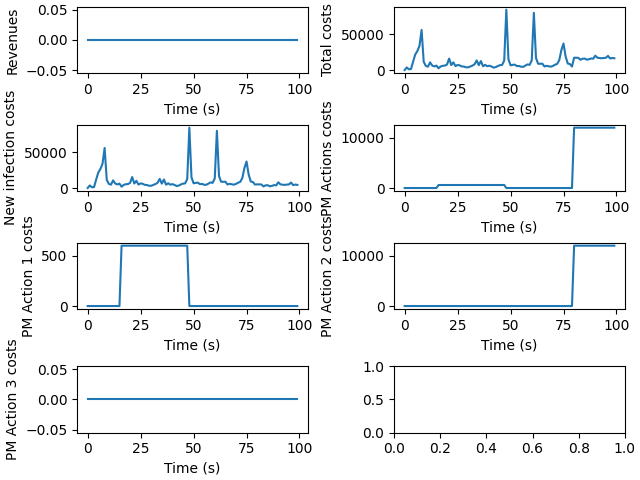 Revenues
0.05
0.00
−0.05
0 25 50 75 100
Time (s)
Total costs
50000
0
0 25 50 75 100
Time (s)
New infection costs
50000
0
0 25 50 75 100
Time (s)
PM Actions costs
10000
0
0 25 50 75 100
Time (s)
PM Action 1 costs
500
0
0 25 50 75 100
Time (s)
PM Action 2 costs
10000
0
0 25 50 75 100
Time (s)
PM Action 3 costs
0.05
0.00
−0.05
0 25 50 75 100
Time (s)
1.0
0.5
0.0
0.0 0.2 0.4 0.6 0.8 1.0